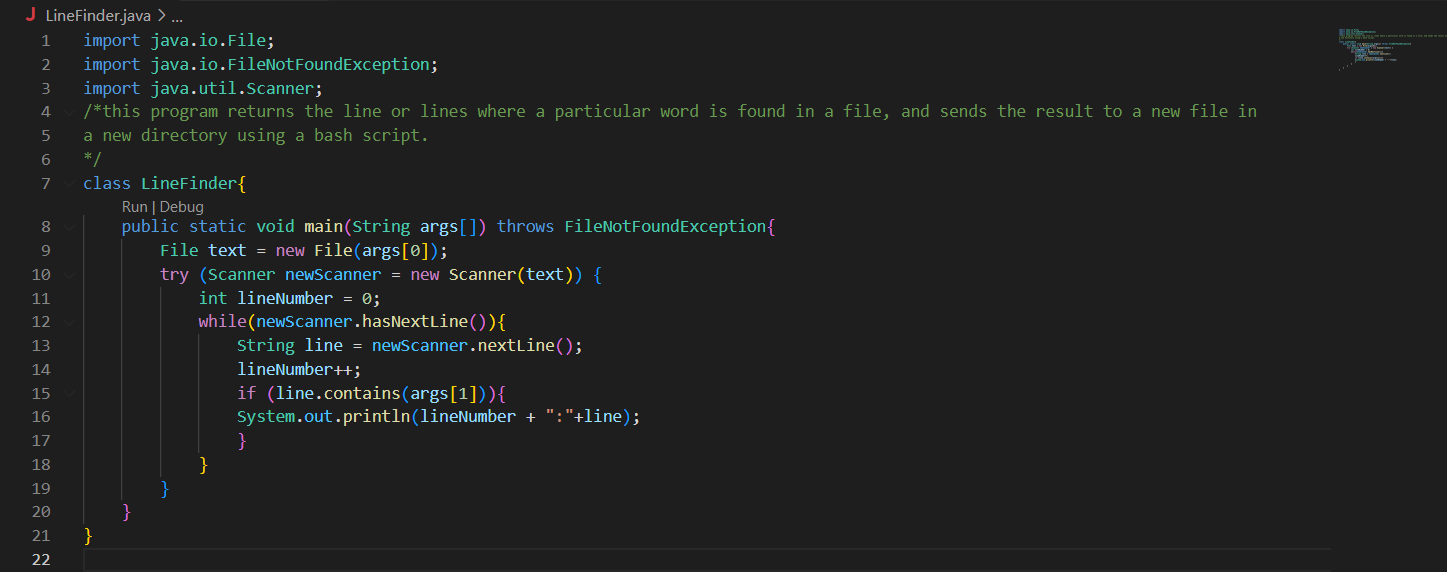 J LineFinder.java > ...
1 import java.io.File;
2 import java.io.FileNotFoundException;
3 import java.util.Scanner;
4 /*this program returns the line or lines where a particular word is found in a file, and sends the result to a new file in
5 a new directory using a bash script.
6 */
7 class LineFinder{
Run | Debug
8     public static void main(String args[]) throws FileNotFoundException{
9         File text = new File(args[0]);
10         try (Scanner newScanner = new Scanner(text)) {
11             int lineNumber = 0;
12             while(newScanner.hasNextLine()){
13                 String line = newScanner.nextLine();
14                 lineNumber++;
15                 if (line.contains(args[1])){
16                 System.out.println(lineNumber + ":"+line);
17                 }
18             }
19         }
20     }
21 }
22